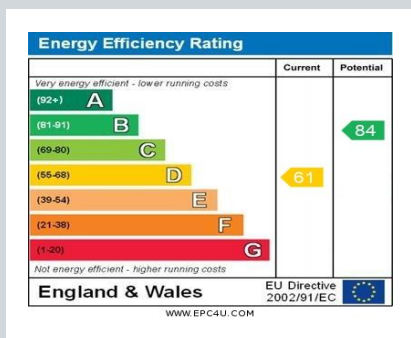 Energy Efficiency Rating
Current Potential
Very energy efficient - lower running costs
(92+) A
(81-91) B
84
(69-80) C
(55-68) D 61
(39-54) E
(21-38) F
(1-20) G
Not energy efficient - higher running costs
England & Wales
EU Directive
2002/91/EC
WWW.EPC4U.COM